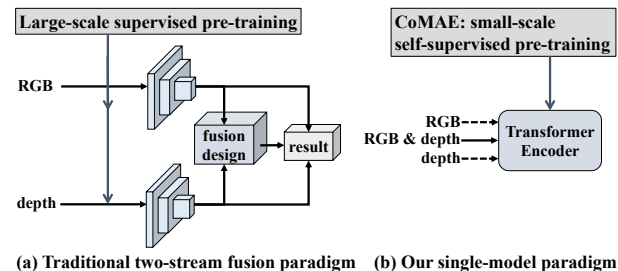 Large-scale supervised pre-training
RGB
fusion
design
result
depth
(a) Traditional two-stream fusion paradigm
CoMAE: small-scale
self-supervised pre-training
RGB
RGB & depth
depth
Transformer
Encoder
(b) Our single-model paradigm